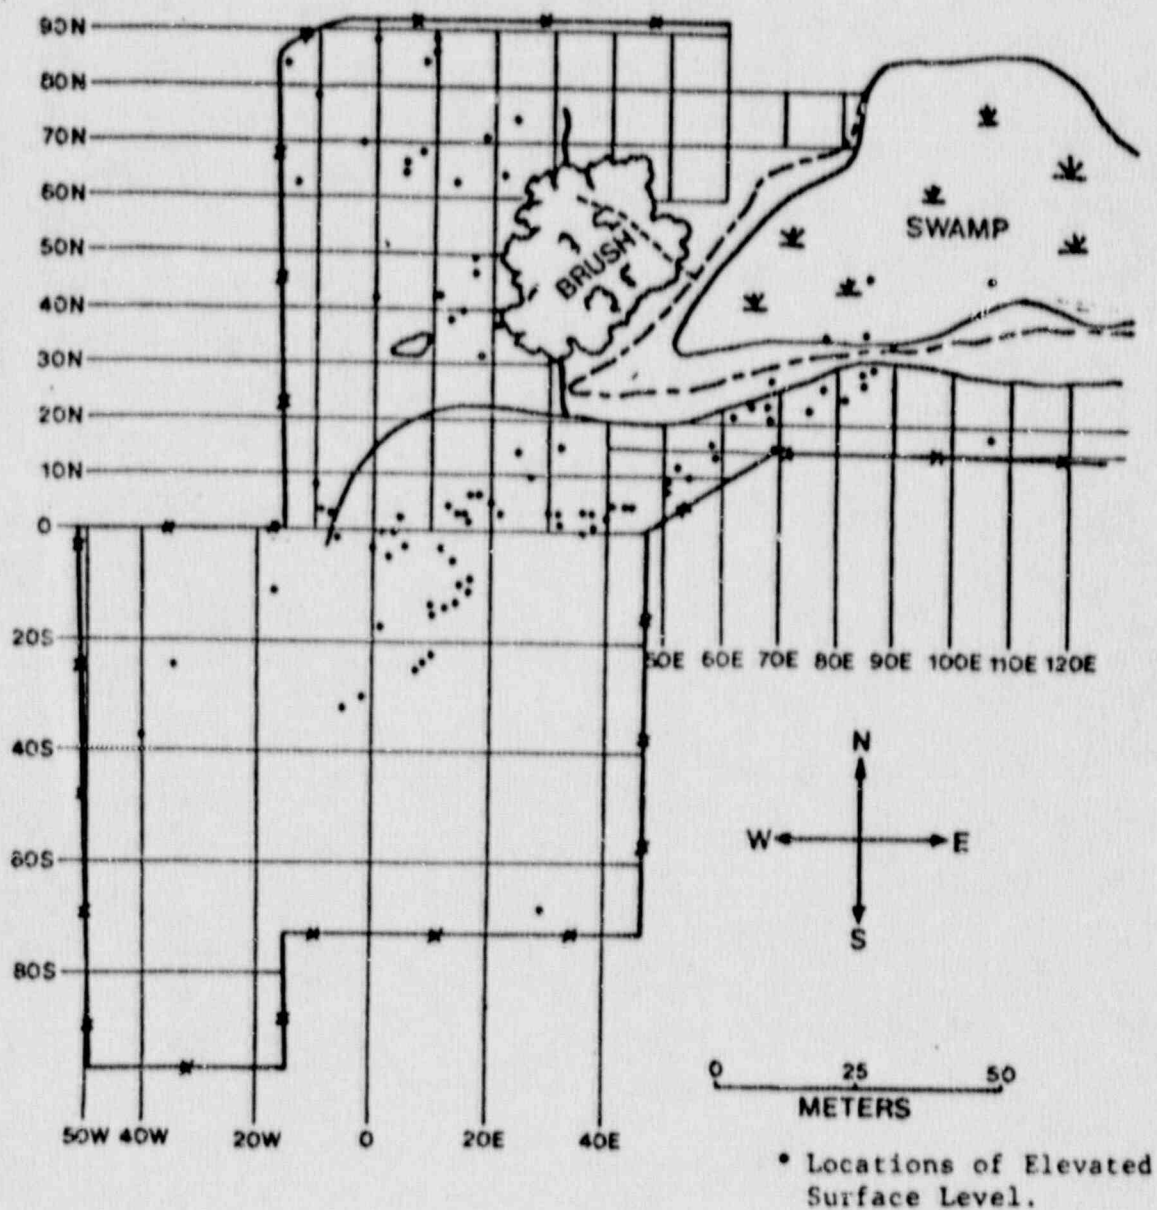 90N
80N
70N
60N
50N
40N
30N
20N
10N
0
20S
40S
60S
80S
BRUSH
SWAMP
50E 60E 70E 80E 90E 100E 110E 120E
N
W E
S
50W 40W 20W 0 20E 40E
0 25 50
METERS
• Locations of Elevated
Surface Level.